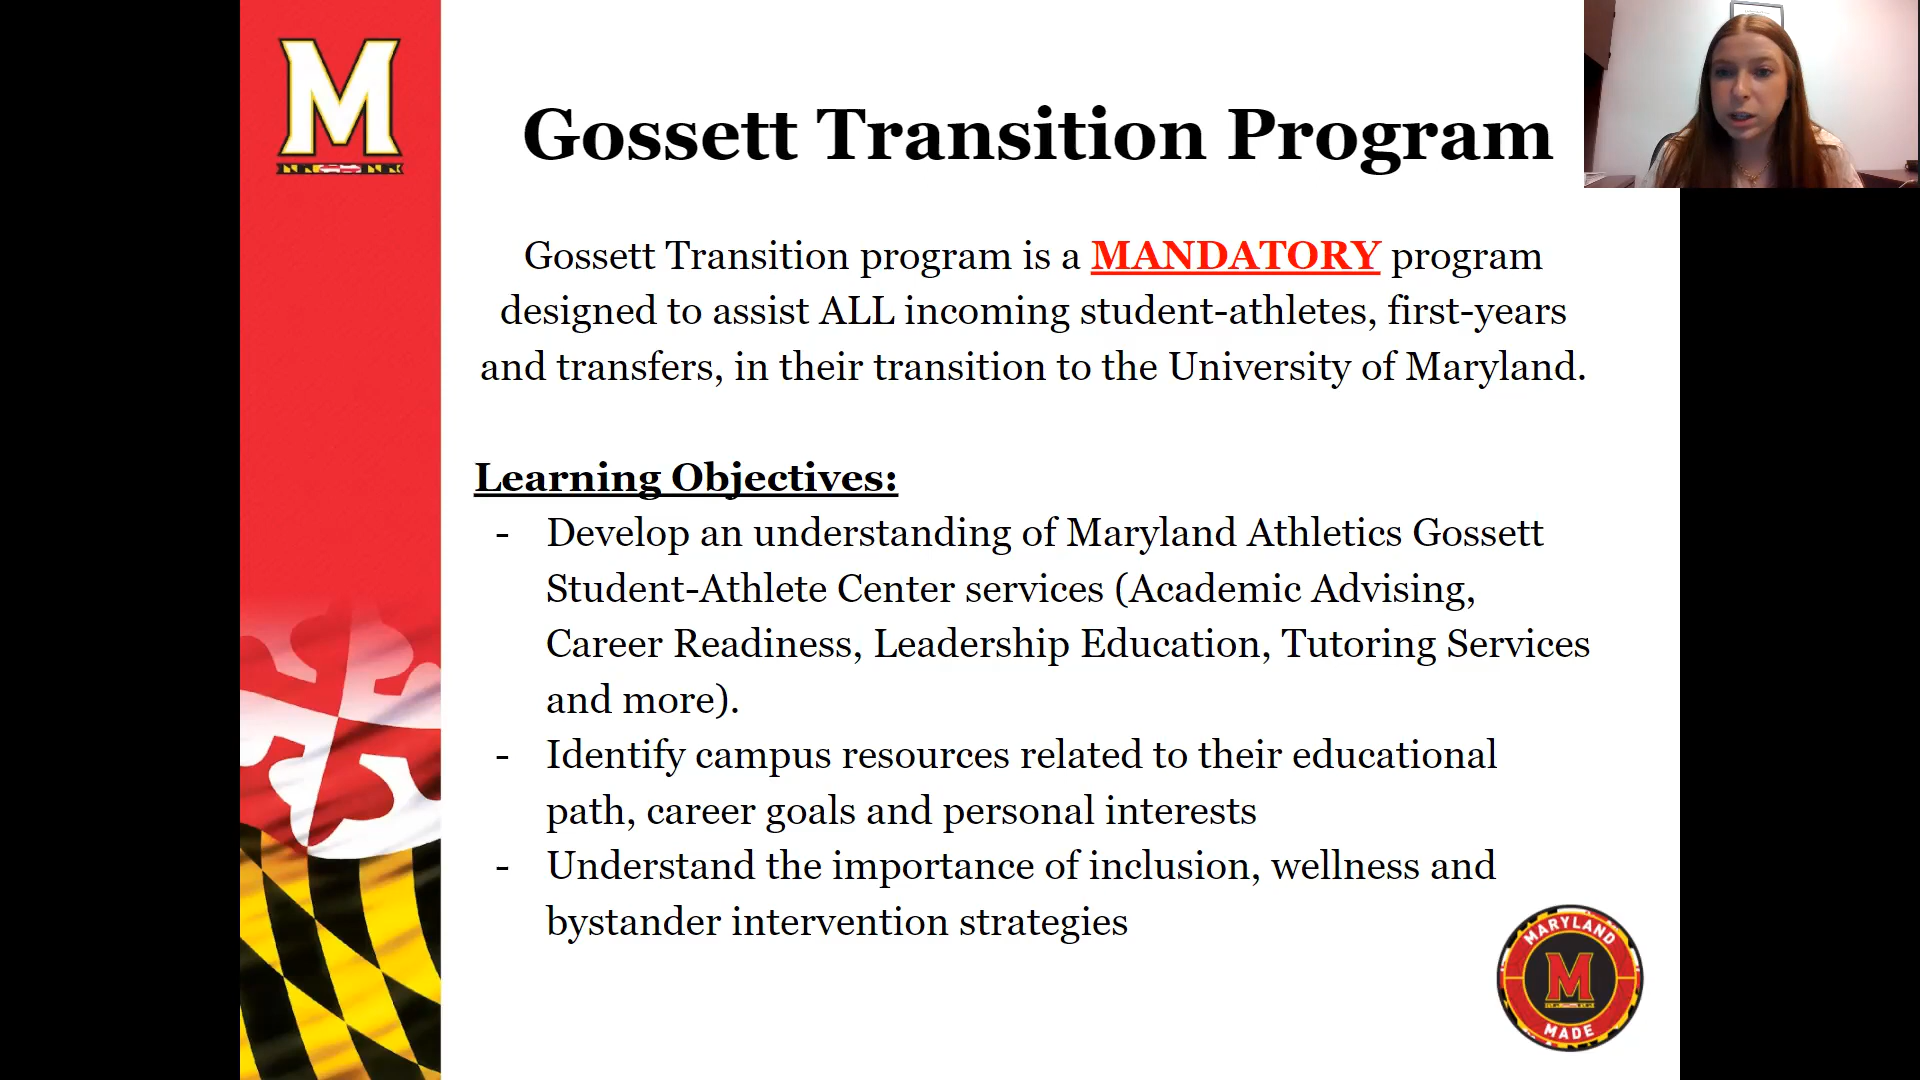 M
Gossett Transition Program
Gossett Transition program is a MANDATORY program
designed to assist ALL incoming student-athletes, first-years
and transfers, in their transition to the University of Maryland.
Learning Objectives:
- Develop an understanding of Maryland Athletics Gossett
Student-Athlete Center services (Academic Advising,
Career Readiness, Leadership Education, Tutoring Services
and more).
- Identify campus resources related to their educational
path, career goals and personal interests
- Understand the importance of inclusion, wellness and
bystander intervention strategies
MARYLAND
M
MADE